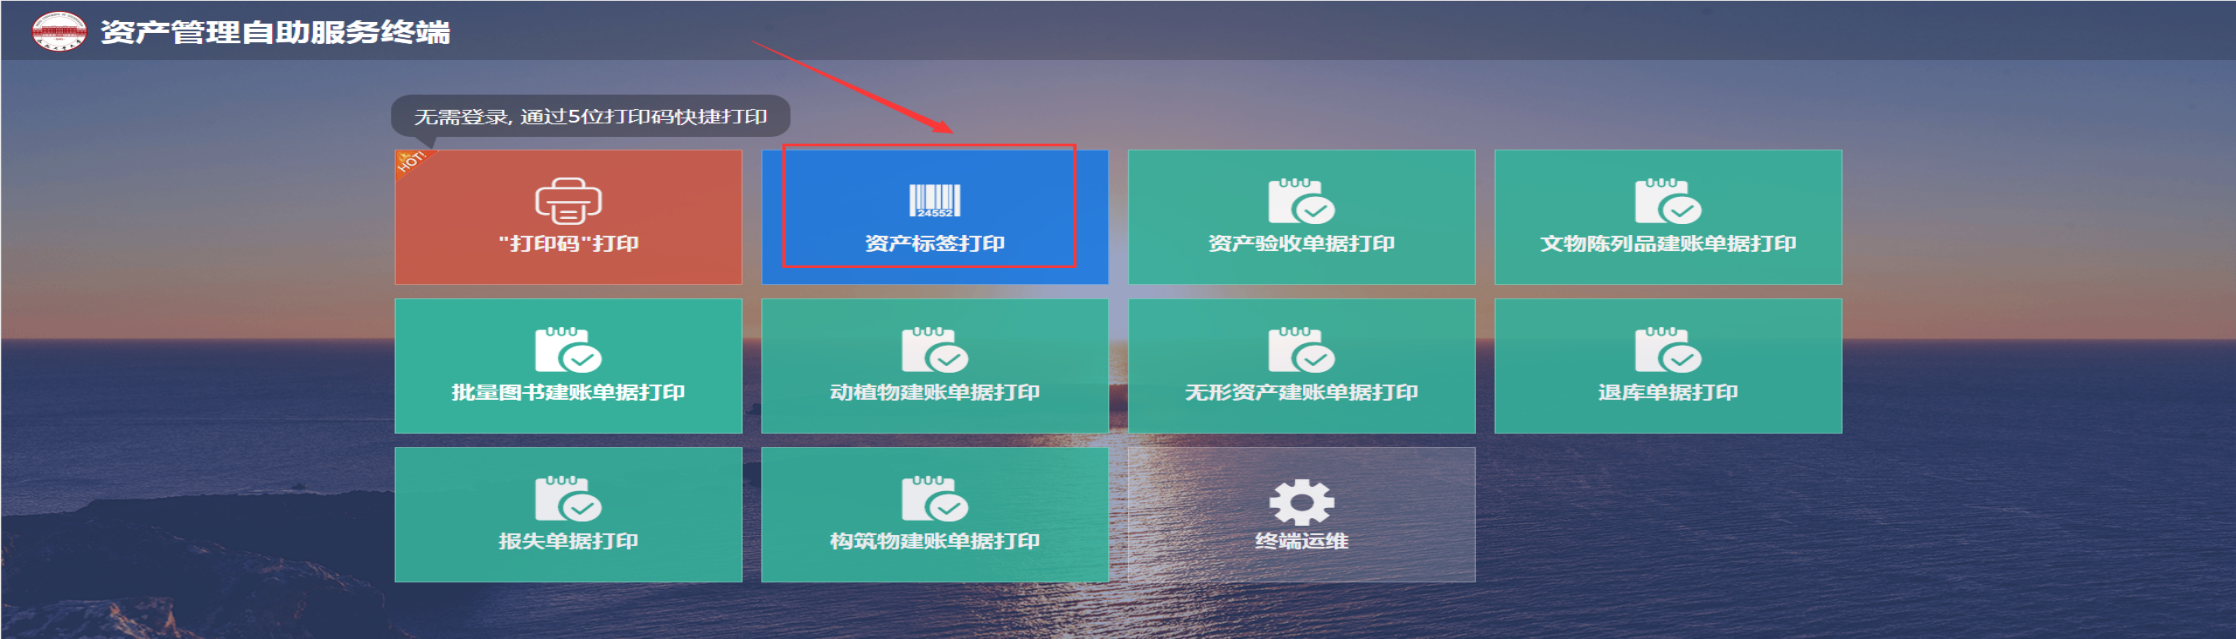 资产管理自助服务终端
无需登录, 通过5位打印码快捷打印
HOT!
"打印码"打印
24552
资产标签打印
资产验收单据打印
文物陈列品建账单据打印
批量图书建账单据打印
动植物建账单据打印
无形资产建账单据打印
退库单据打印
报失单据打印
构筑物建账单据打印
终端运维